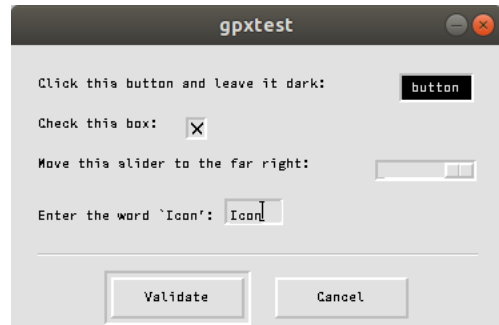 gpxtest
Click this button and leave it dark: button
Check this box:
Move this slider to the far right:
Enter the word `Icon': Icon
Validate Cancel